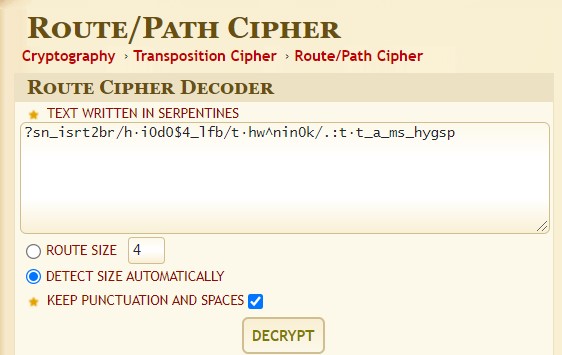 Route/Path Cipher
Cryptography › Transposition Cipher › Route/Path Cipher
Route Cipher Decoder
★ Text written in serpentines
?sn_isrt2br/h·i0d0$4_lfb/t·hw^nin0k/.:t·t_a_ms_hygsp
Route size 4
Detect size automatically
★ Keep punctuation and spaces
DECRYPT